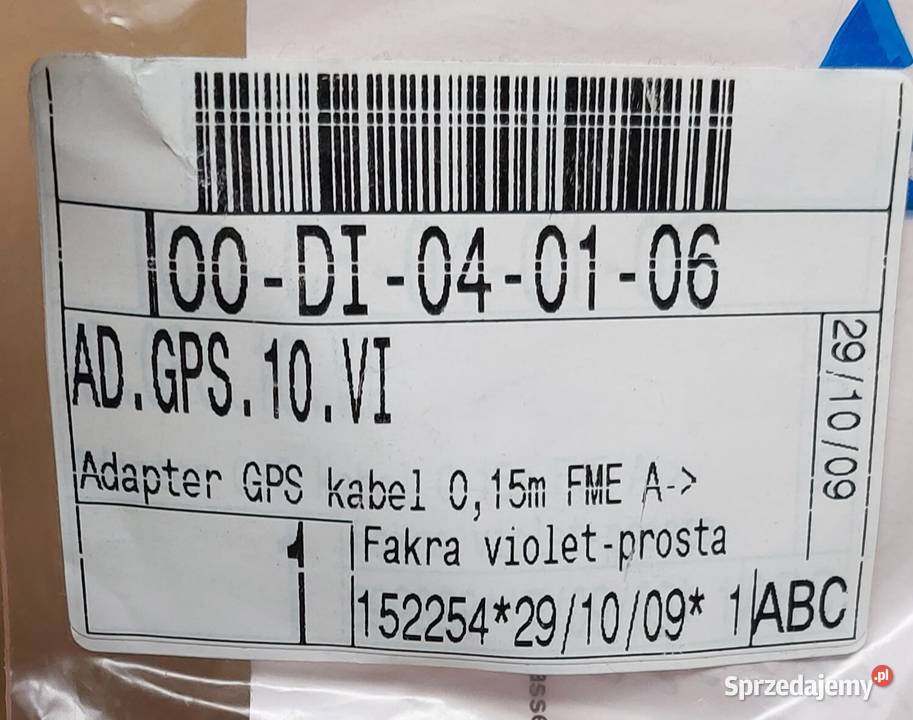 00-DI-04-01-06
AD.GPS.10.VI
29/10/09
Adapter GPS kabel 0,15m FME A->
Fakra violet-prosta
1
152254*29/10/09* 1
ABC
Sprzedajemy.pl